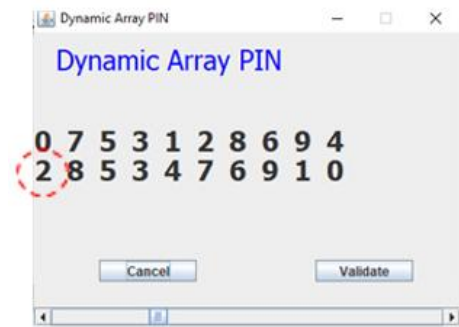 Dynamic Array PIN
Dynamic Array PIN
0 7 5 3 1 2 8 6 9 4
2 8 5 3 4 7 6 9 1 0
Cancel Validate